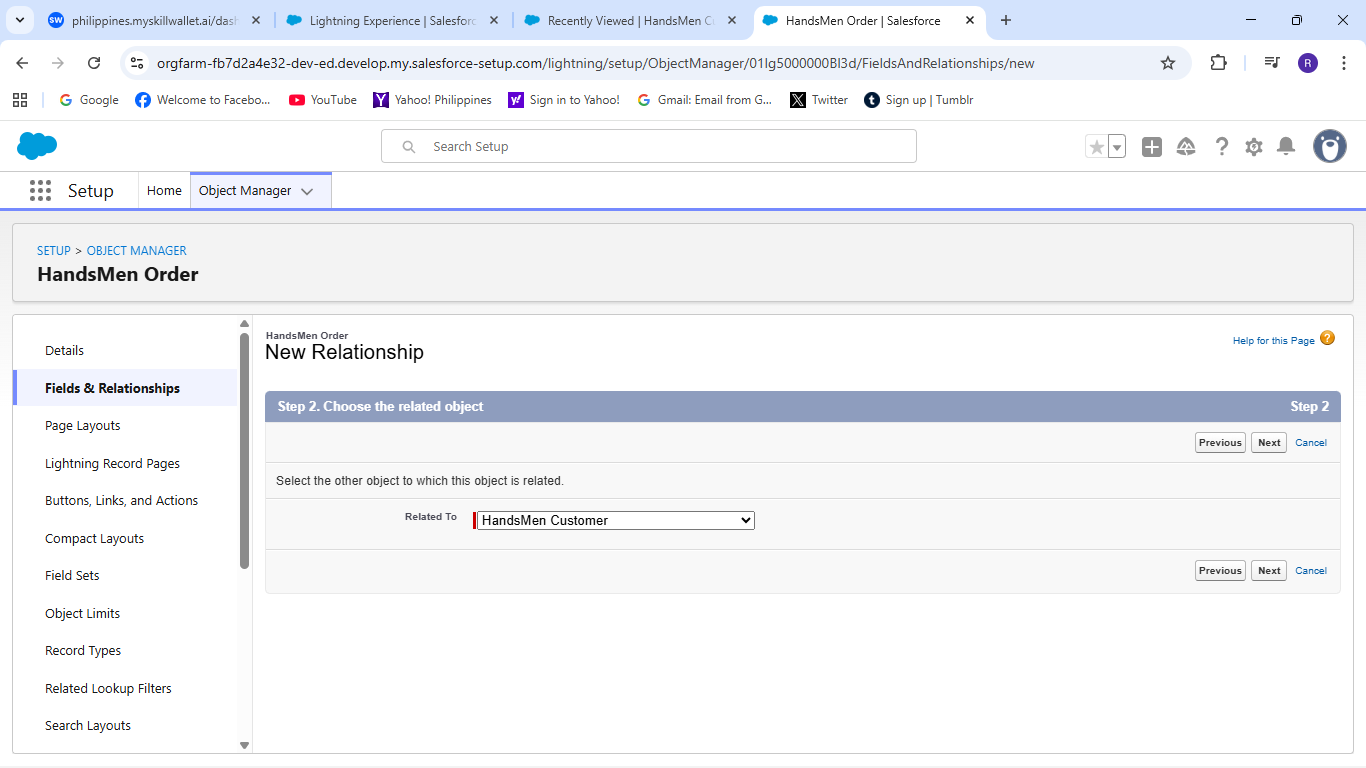 philippines.myskillwallet.ai/dash
Lightning Experience | Salesforc
Recently Viewed | HandsMen C
HandsMen Order | Salesforce
orgfarm-fb7d2a4e32-dev-ed.develop.my.salesforce-setup.com/lightning/setup/ObjectManager/01Ig5000000Bl3d/FieldsAndRelationships/new
R
Google
Welcome to Facebo...
YouTube
Yahoo! Philippines
Sign in to Yahoo!
Gmail: Email from G...
Twitter
Sign up | Tumblr
Search Setup
Setup
Home
Object Manager
SETUP > OBJECT MANAGER
HandsMen Order
Details
Fields & Relationships
Page Layouts
Lightning Record Pages
Buttons, Links, and Actions
Compact Layouts
Field Sets
Object Limits
Record Types
Related Lookup Filters
Search Layouts
HandsMen Order
New Relationship
Help for this Page
Step 2. Choose the related object
Step 2
Previous
Next
Cancel
Select the other object to which this object is related.
Related To
HandsMen Customer
Previous
Next
Cancel